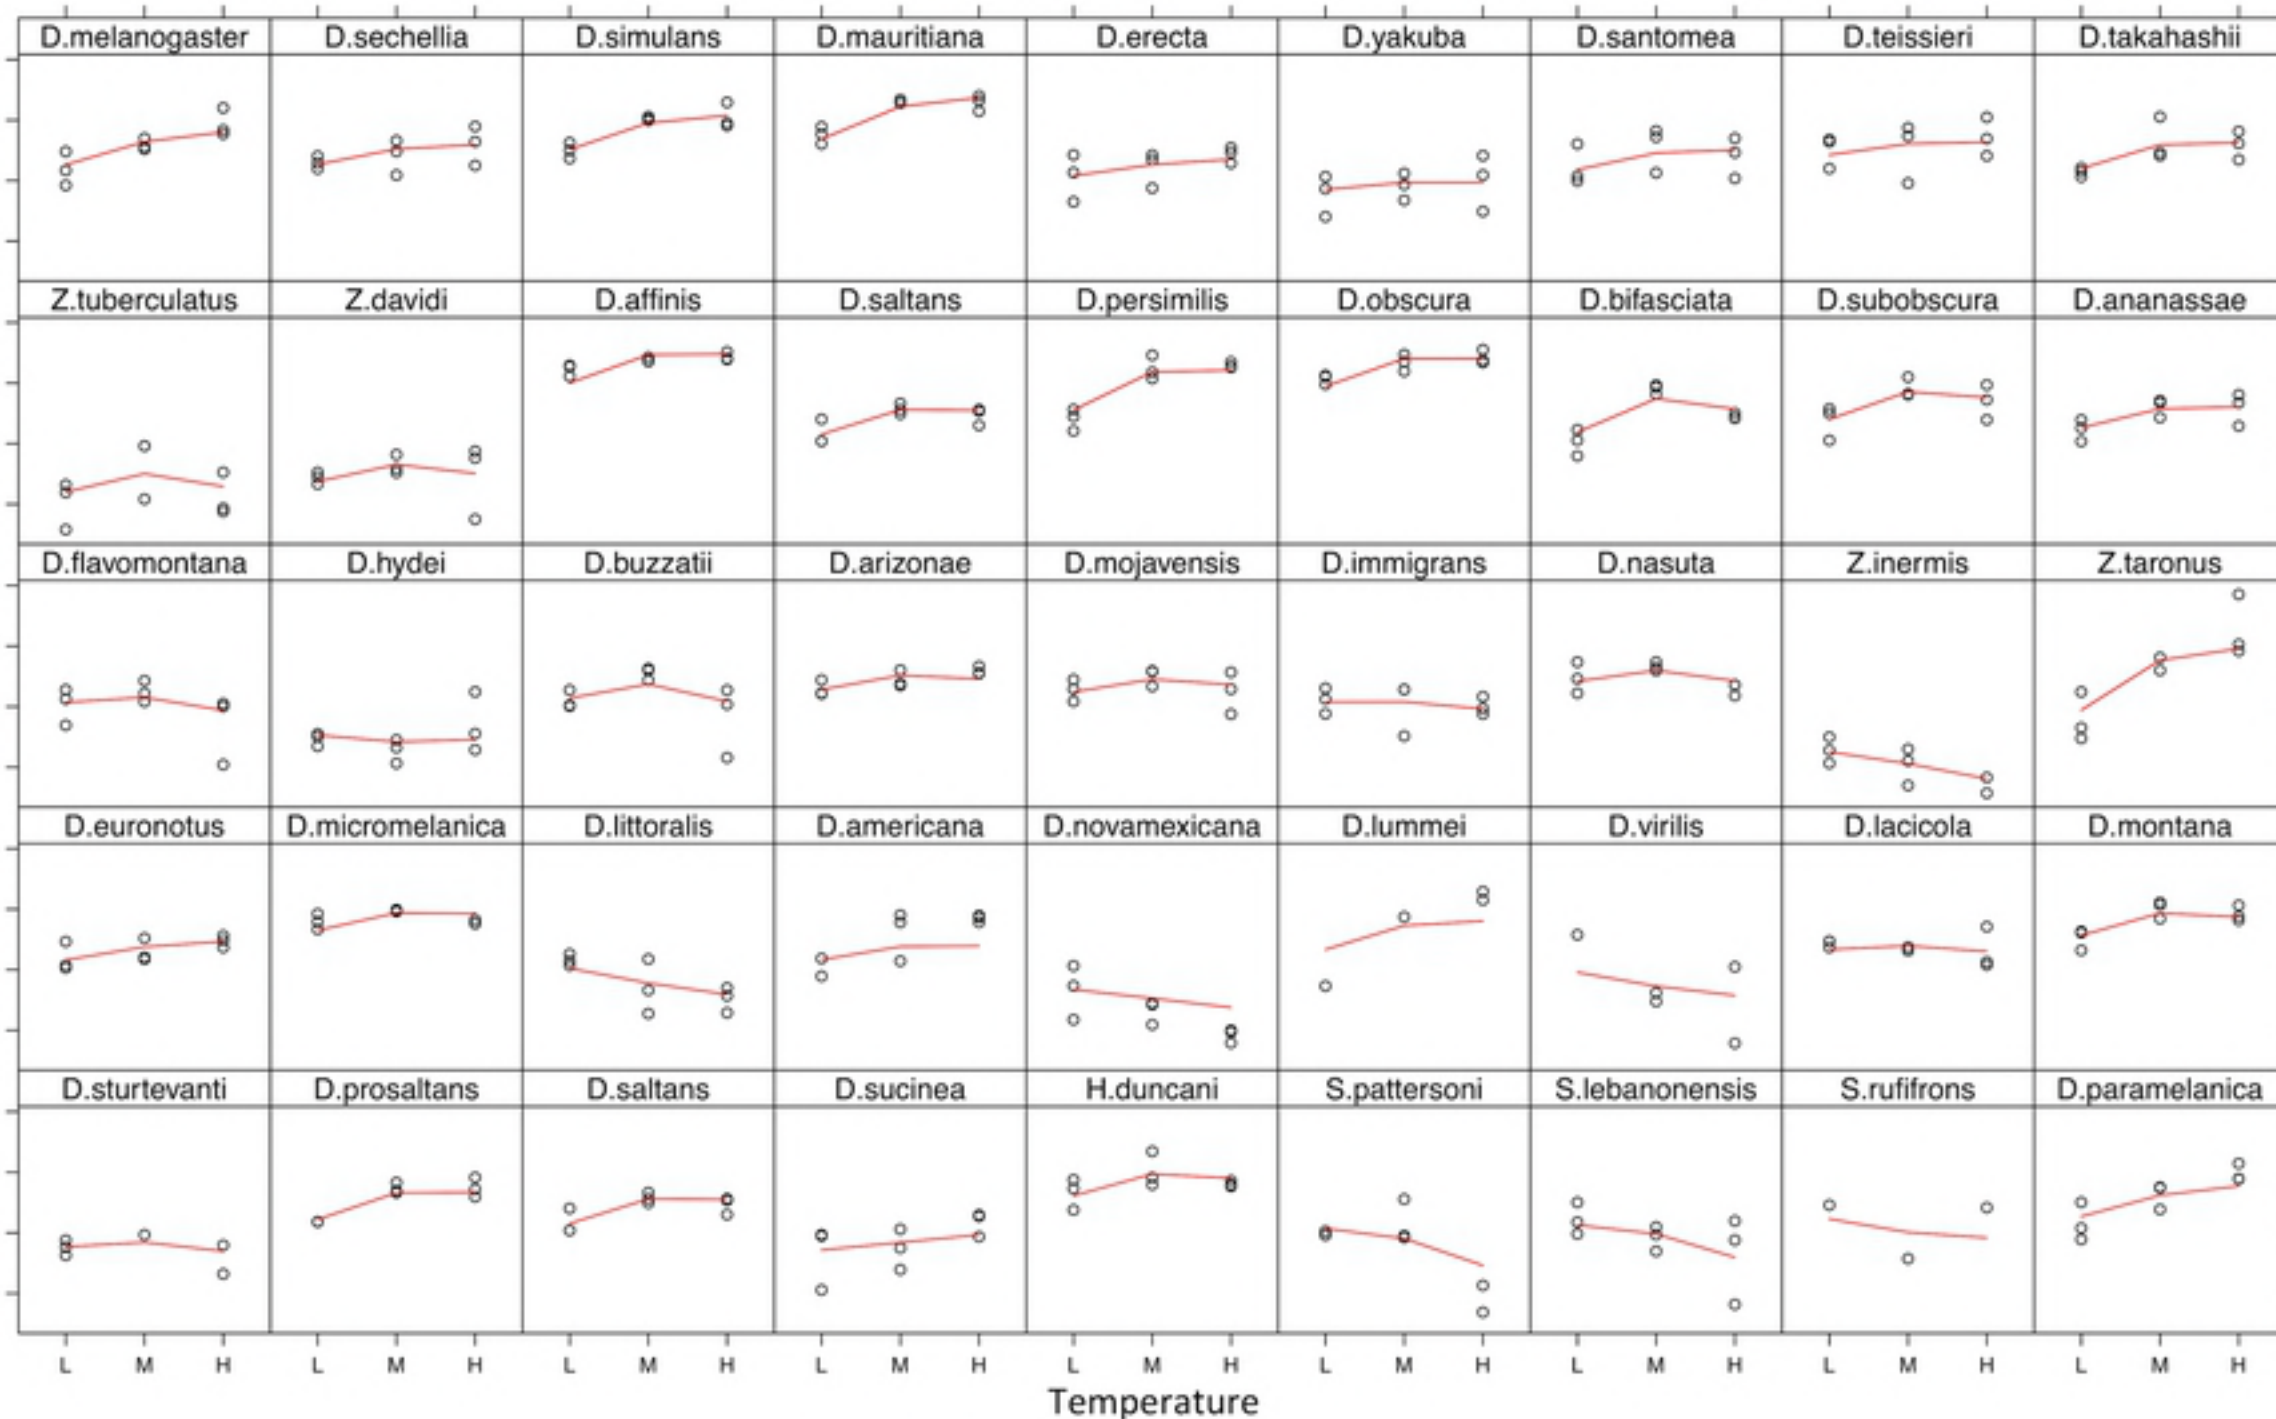 D.melanogaster D.sechellia D.simulans D.mauritiana D.erecta D.yakuba D.santomea D.teissieri D.takahashii
Z.tuberculatus Z.davidi D.affinis D.saltans D.persimilis D.obscura D.bifasciata D.subobscura D.ananassae
D.flavomontana D.hydei D.buzzatii D.arizonae D.mojavensis D.immigrans D.nasuta Z.inermis Z.taronus
D.euronotus D.micromelanica D.littoralis D.americana D.novamexicana D.lummei D.virilis D.lacicola D.montana
D.sturtevanti D.prosaltans D.saltans D.sucinea H.duncani S.pattersoni S.lebanonensis S.rufifrons D.paramelanica
L M H L M H L M H L M H L M H L M H L M H L M H L M H
Temperature